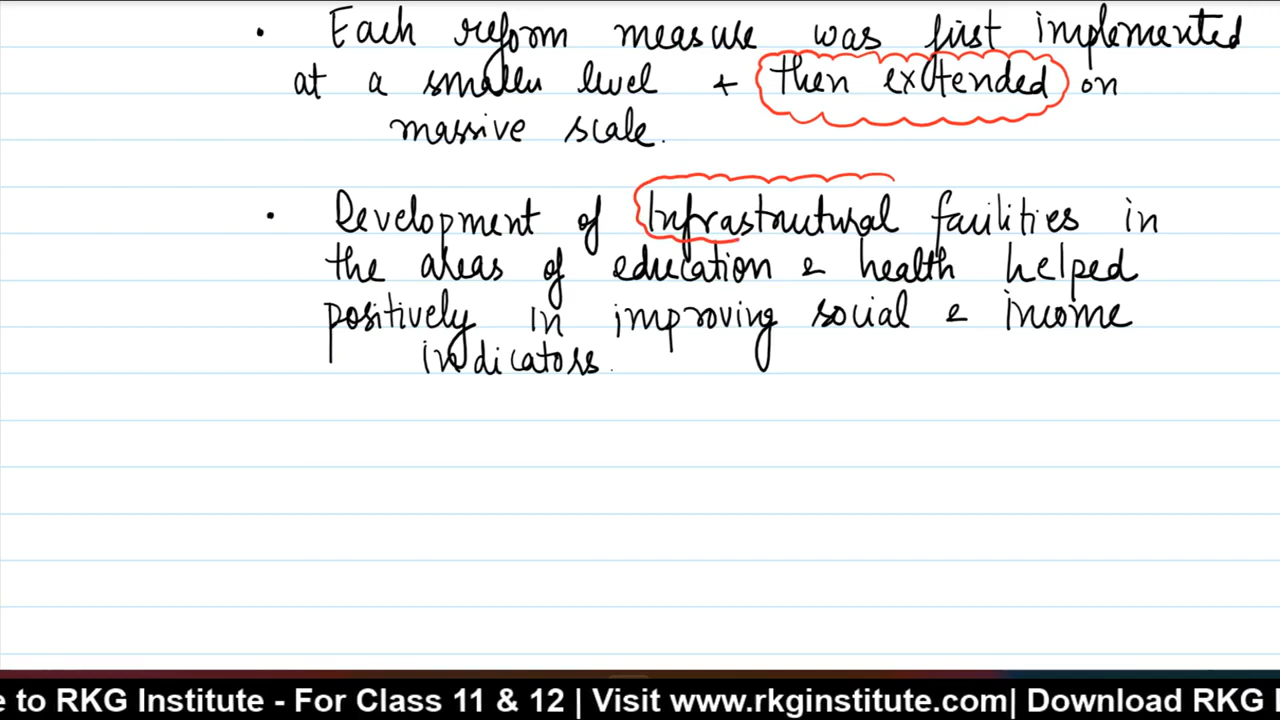 • Each reform measure was first implemented
at a smaller level + then extended on
massive scale.
• Development of Infrastructural facilities in
the areas of education & health helped
positively in improving social & income
indicators.
e to RKG Institute - For Class 11 & 12 | Visit www.rkginstitute.com| Download RKG